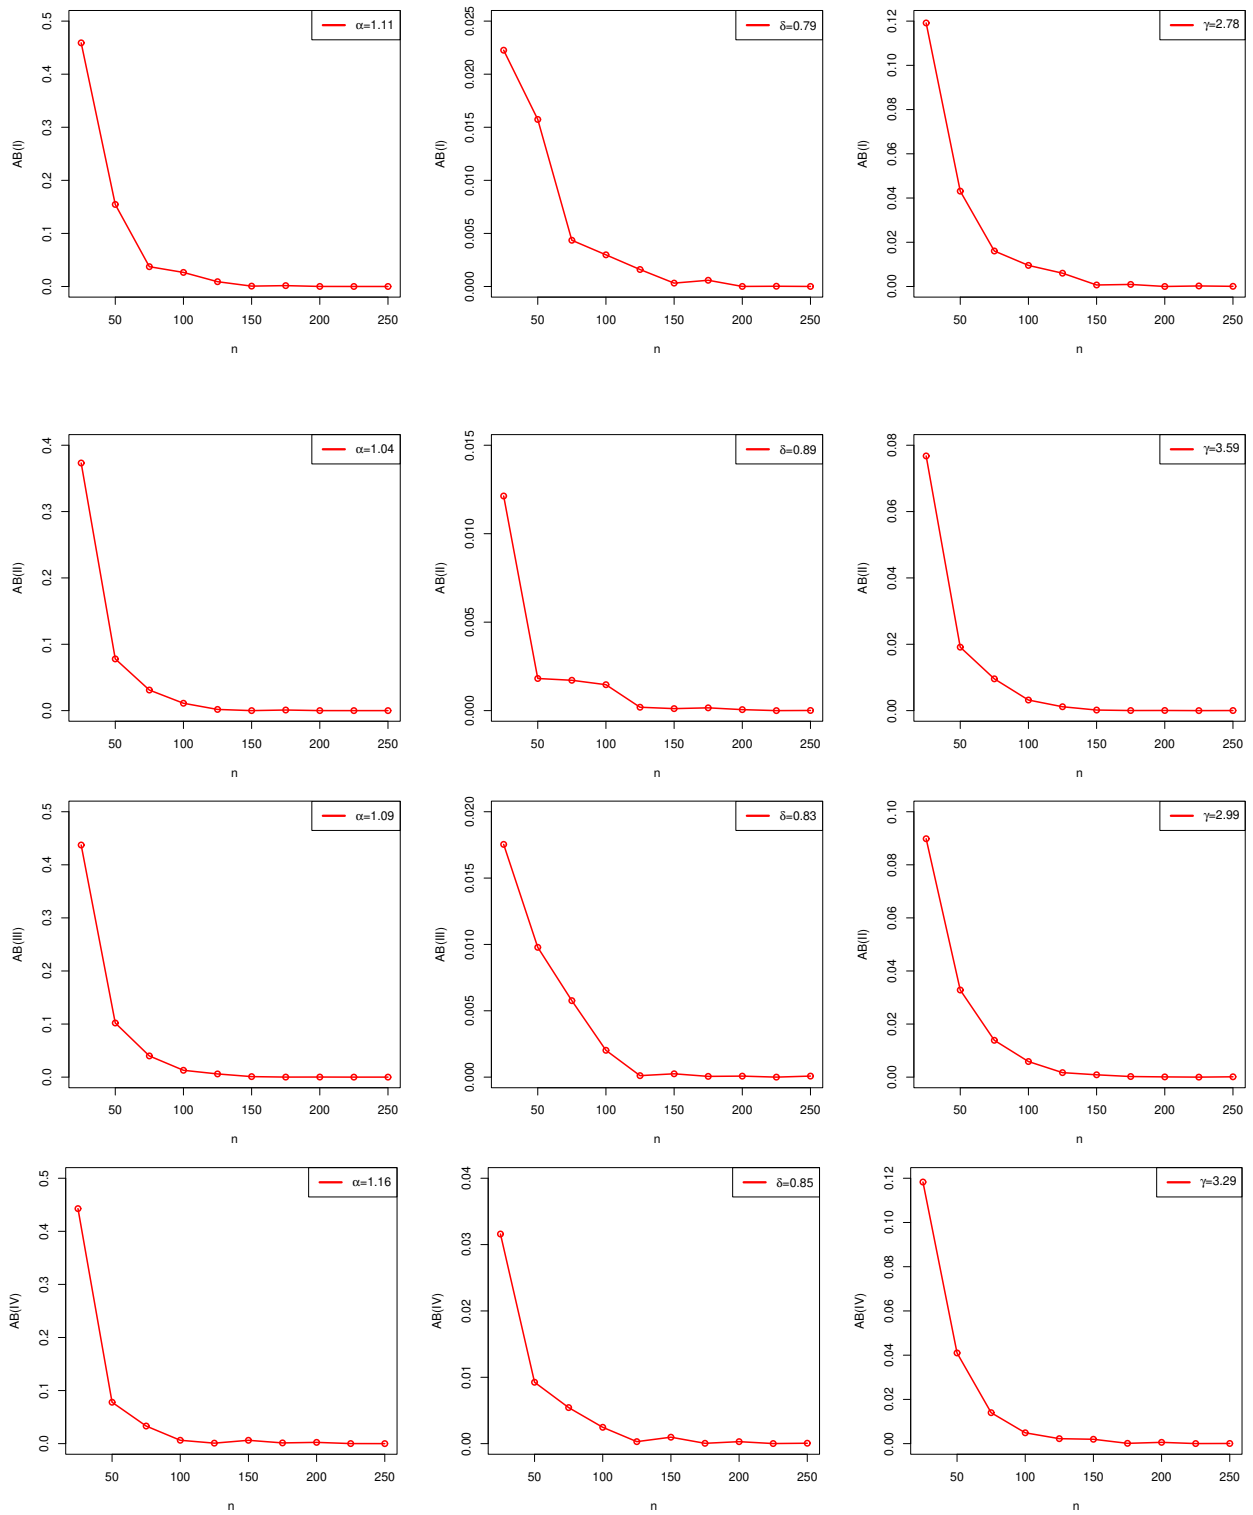 α=1.11
AB(I)
0.0 0.1 0.2 0.3 0.4 0.5
50 100 150 200 250
n
δ=0.79
AB(I)
0.000 0.005 0.010 0.015 0.020 0.025
50 100 150 200 250
n
γ=2.78
AB(I)
0.00 0.02 0.04 0.06 0.08 0.10 0.12
50 100 150 200 250
n
α=1.04
AB(II)
0.0 0.1 0.2 0.3 0.4
50 100 150 200 250
n
δ=0.89
AB(II)
0.000 0.005 0.010 0.015
50 100 150 200 250
n
γ=3.59
AB(II)
0.00 0.02 0.04 0.06 0.08
50 100 150 200 250
n
α=1.09
AB(III)
0.0 0.1 0.2 0.3 0.4 0.5
50 100 150 200 250
n
δ=0.83
AB(III)
0.000 0.005 0.010 0.015 0.020
50 100 150 200 250
n
γ=2.99
AB(II)
0.00 0.02 0.04 0.06 0.08 0.10
50 100 150 200 250
n
α=1.16
AB(IV)
0.0 0.1 0.2 0.3 0.4 0.5
50 100 150 200 250
n
δ=0.85
AB(IV)
0.00 0.01 0.02 0.03 0.04
50 100 150 200 250
n
γ=3.29
AB(IV)
0.00 0.02 0.04 0.06 0.08 0.10 0.12
50 100 150 200 250
n